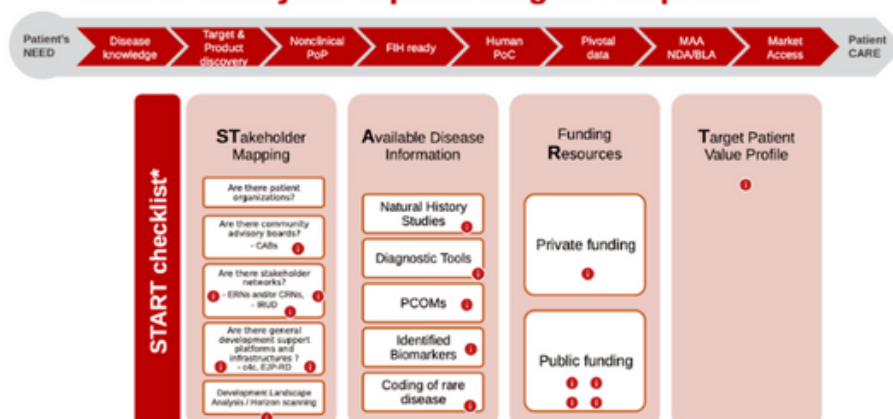 Patient's
NEED
Disease
knowledge
Target &
Product
discovery
Nonclinical
PoP
FIH ready
Human
PoC
Pivotal
data
MAA
NDA/BLA
Market
Access
Patient
CARE
START checklist*
STakeholder
Mapping
Are there patient
organizations?
Are there community
advisory boards?
- CABs
Are there stakeholder
networks?
- ERNs and/or CRNs,
- IRUD
Are there general
development support
platforms and
infrastructures ?
- c4c, EJP-RD
Development Landscape
Analysis / Horizon scanning
Available Disease
Information
Natural History
Studies
Diagnostic Tools
PCOMs
Identified
Biomarkers
Coding of rare
disease
Funding
Resources
Private funding
Public funding
Target Patient
Value Profile